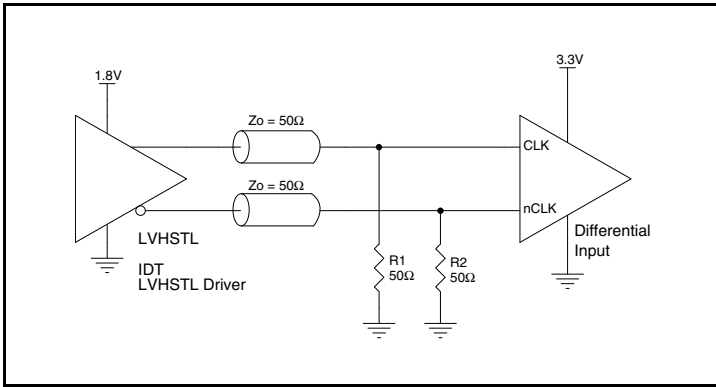 1.8V
3.3V
Zo = 50Ω
CLK
Zo = 50Ω
nCLK
Differential
Input
LVHSTL
IDT
LVHSTL Driver
R1
50Ω
R2
50Ω